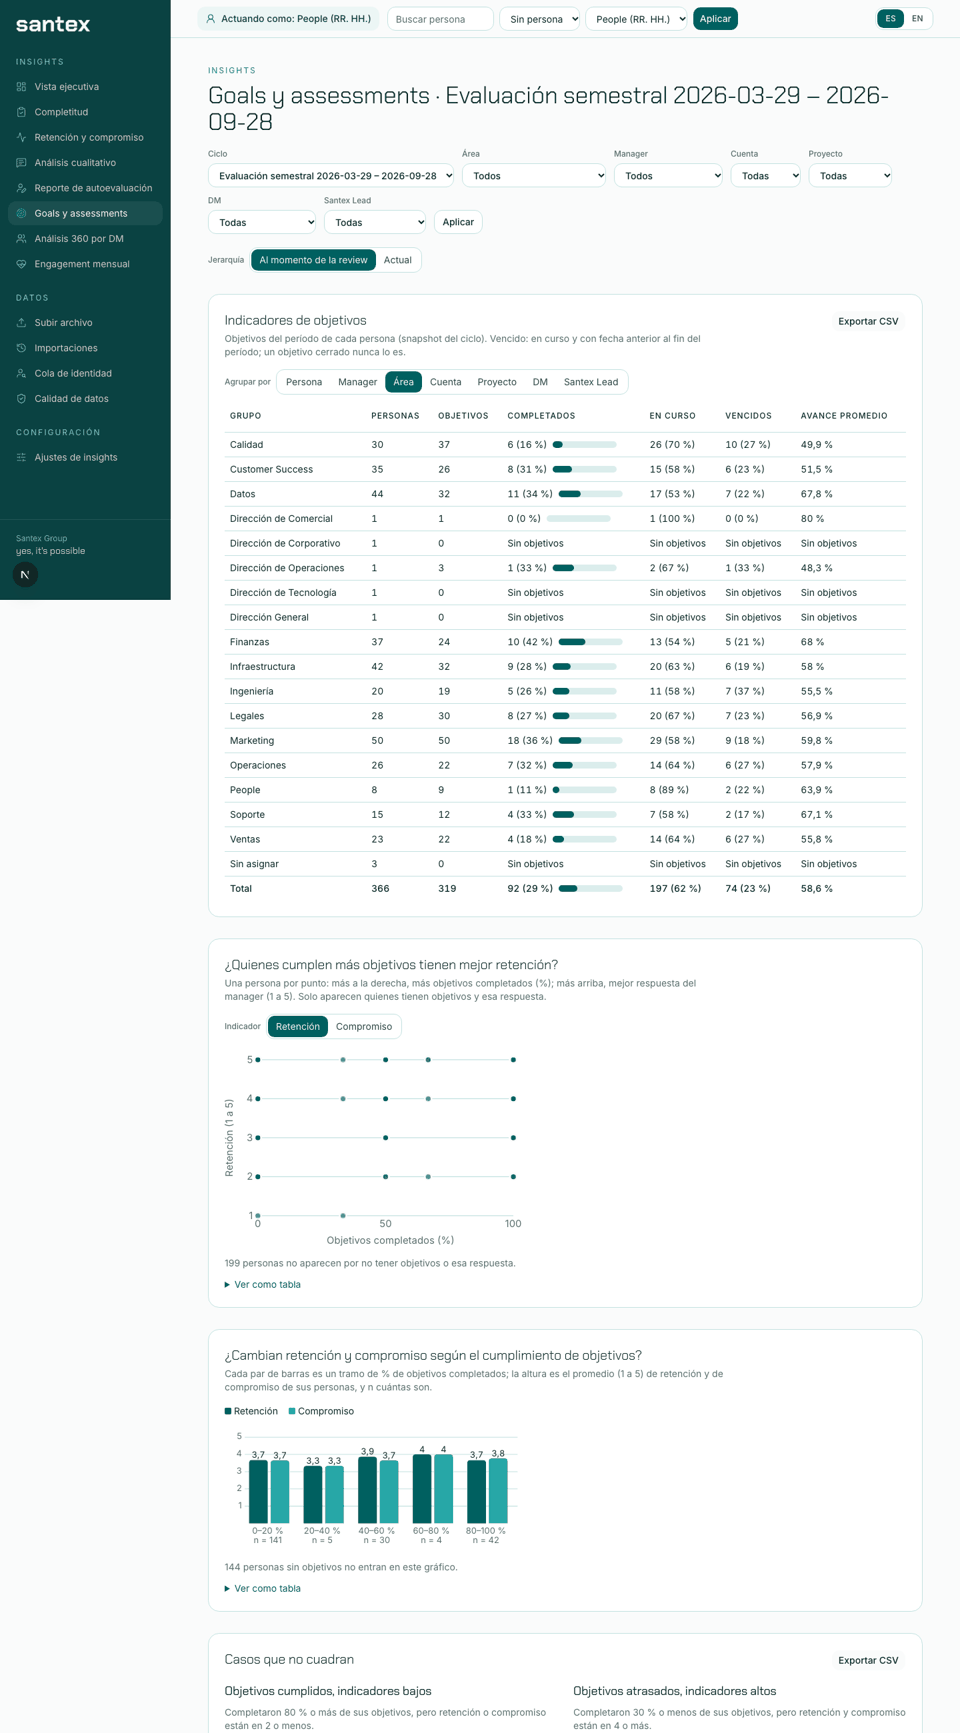 santex
Actuando como: People (RR. HH.)
Buscar persona
Sin persona
People (RR. HH.)
Aplicar
ES
EN
INSIGHTS
Vista ejecutiva
Completitud
Retención y compromiso
Análisis cualitativo
Reporte de autoevaluación
Goals y assessments
Análisis 360 por DM
Engagement mensual
DATOS
Subir archivo
Importaciones
Cola de identidad
Calidad de datos
CONFIGURACIÓN
Ajustes de insights
Santex Group
yes, it's possible
N
INSIGHTS
Goals y assessments · Evaluación semestral 2026-03-29 – 2026-
09-28
Ciclo Área Manager Cuenta Proyecto
Evaluación semestral 2026-03-29 – 2026-09-28 Todos Todos Todas Todas
DM Santex Lead
Todas Todas Aplicar
Jerarquía Al momento de la review Actual
Indicadores de objetivos
Exportar CSV
Objetivos del período de cada persona (snapshot del ciclo). Vencido: en curso y con fecha anterior al fin del
período; un objetivo cerrado nunca lo es.
Agrupar por Persona Manager Área Cuenta Proyecto DM Santex Lead
GRUPO PERSONAS OBJETIVOS COMPLETADOS EN CURSO VENCIDOS AVANCE PROMEDIO
Calidad 30 37 6 (16 %) 26 (70 %) 10 (27 %) 49,9 %
Customer Success 35 26 8 (31 %) 15 (58 %) 6 (23 %) 51,5 %
Datos 44 32 11 (34 %) 17 (53 %) 7 (22 %) 67,8 %
Dirección de Comercial 1 1 0 (0 %) 1 (100 %) 0 (0 %) 80 %
Dirección de Corporativo 1 0 Sin objetivos Sin objetivos Sin objetivos Sin objetivos
Dirección de Operaciones 1 3 1 (33 %) 2 (67 %) 1 (33 %) 48,3 %
Dirección de Tecnología 1 0 Sin objetivos Sin objetivos Sin objetivos Sin objetivos
Dirección General 1 0 Sin objetivos Sin objetivos Sin objetivos Sin objetivos
Finanzas 37 24 10 (42 %) 13 (54 %) 5 (21 %) 68 %
Infraestructura 42 32 9 (28 %) 20 (63 %) 6 (19 %) 58 %
Ingeniería 20 19 5 (26 %) 11 (58 %) 7 (37 %) 55,5 %
Legales 28 30 8 (27 %) 20 (67 %) 7 (23 %) 56,9 %
Marketing 50 50 18 (36 %) 29 (58 %) 9 (18 %) 59,8 %
Operaciones 26 22 7 (32 %) 14 (64 %) 6 (27 %) 57,9 %
People 8 9 1 (11 %) 8 (89 %) 2 (22 %) 63,9 %
Soporte 15 12 4 (33 %) 7 (58 %) 2 (17 %) 67,1 %
Ventas 23 22 4 (18 %) 14 (64 %) 6 (27 %) 55,8 %
Sin asignar 3 0 Sin objetivos Sin objetivos Sin objetivos Sin objetivos
Total 366 319 92 (29 %) 197 (62 %) 74 (23 %) 58,6 %
¿Quienes cumplen más objetivos tienen mejor retención?
Una persona por punto: más a la derecha, más objetivos completados (%); más arriba, mejor respuesta del
manager (1 a 5). Solo aparecen quienes tienen objetivos y esa respuesta.
Indicador Retención Compromiso
Retención (1 a 5)
5
4
3
2
1
0 50 100
Objetivos completados (%)
199 personas no aparecen por no tener objetivos o esa respuesta.
Ver como tabla
¿Cambian retención y compromiso según el cumplimiento de objetivos?
Cada par de barras es un tramo de % de objetivos completados; la altura es el promedio (1 a 5) de retención y de
compromiso de sus personas, y n cuántas son.
Retención Compromiso
5
4
3
2
1
3,7 3,7 3,3 3,3 3,9 3,7 4 4 3,7 3,8
0–20 % 20–40 % 40–60 % 60–80 % 80–100 %
n = 141 n = 5 n = 30 n = 4 n = 42
144 personas sin objetivos no entran en este gráfico.
Ver como tabla
Casos que no cuadran
Exportar CSV
Objetivos cumplidos, indicadores bajos
Completaron 80 % o más de sus objetivos, pero retención o compromiso
están en 2 o menos.
Objetivos atrasados, indicadores altos
Completaron 30 % o menos de sus objetivos, pero retención y compromiso
están en 4 o más.